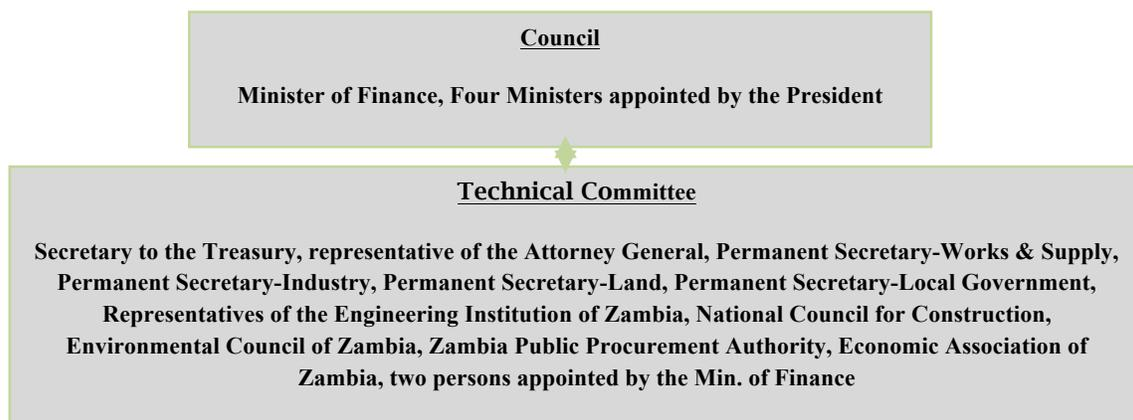 Council
Minister of Finance, Four Ministers appointed by the President
Technical Committee
Secretary to the Treasury, representative of the Attorney General, Permanent Secretary-Works & Supply,
Permanent Secretary-Industry, Permanent Secretary-Land, Permanent Secretary-Local Government,
Representatives of the Engineering Institution of Zambia, National Council for Construction,
Environmental Council of Zambia, Zambia Public Procurement Authority, Economic Association of
Zambia, two persons appointed by the Min. of Finance